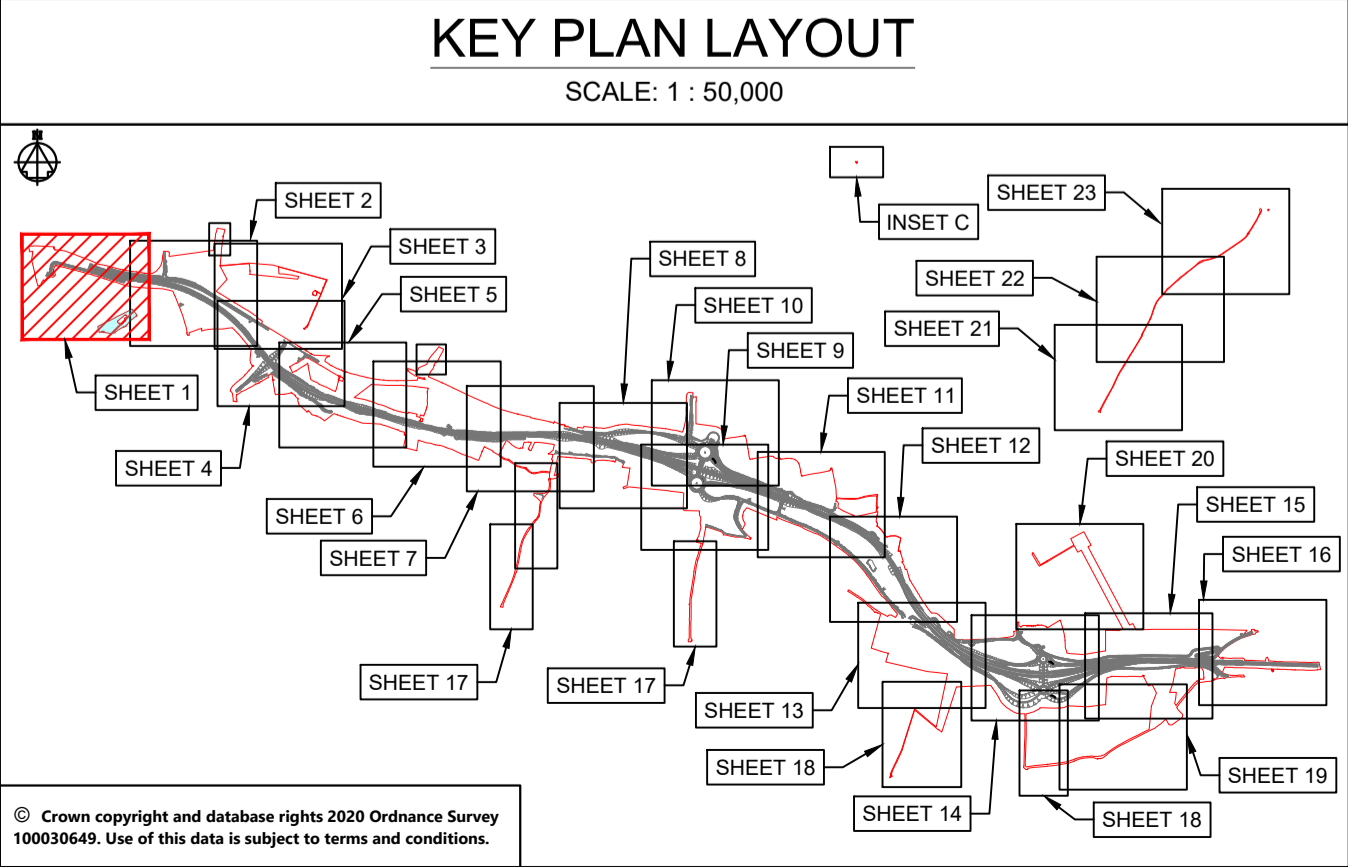 KEY PLAN LAYOUT
SCALE: 1 : 50,000
SHEET 2
SHEET 3
SHEET 5
SHEET 8
SHEET 10
SHEET 9
SHEET 11
SHEET 12
INSET C
SHEET 23
SHEET 22
SHEET 21
SHEET 20
SHEET 15
SHEET 16
SHEET 1
SHEET 4
SHEET 6
SHEET 7
SHEET 17
SHEET 17
SHEET 13
SHEET 18
SHEET 14
SHEET 18
SHEET 19
© Crown copyright and database rights 2020 Ordnance Survey
100030649. Use of this data is subject to terms and conditions.